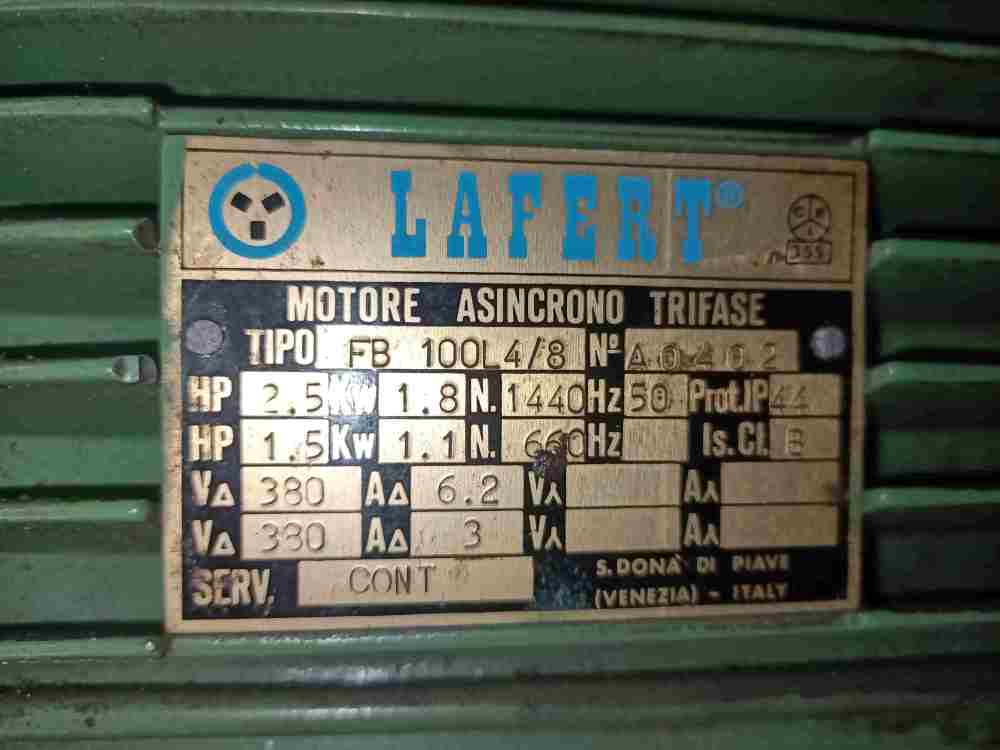 LAFERT®
MOTORE ASINCRONO TRIFASE
TIPO FB 100L4/8 Nº A0402
HP 2.5 Kw 1.8 N. 1440 Hz 50 Prot.IP 44
HP 1.5 Kw 1.1 N. 660 Hz Is.Cl. B
V∆ 380 A∆ 6.2 V⅄ A⅄
V∆ 380 A∆ 3 V⅄ A⅄
SERV. CONT
S.DONÀ DI PIAVE
(VENEZIA) - ITALY